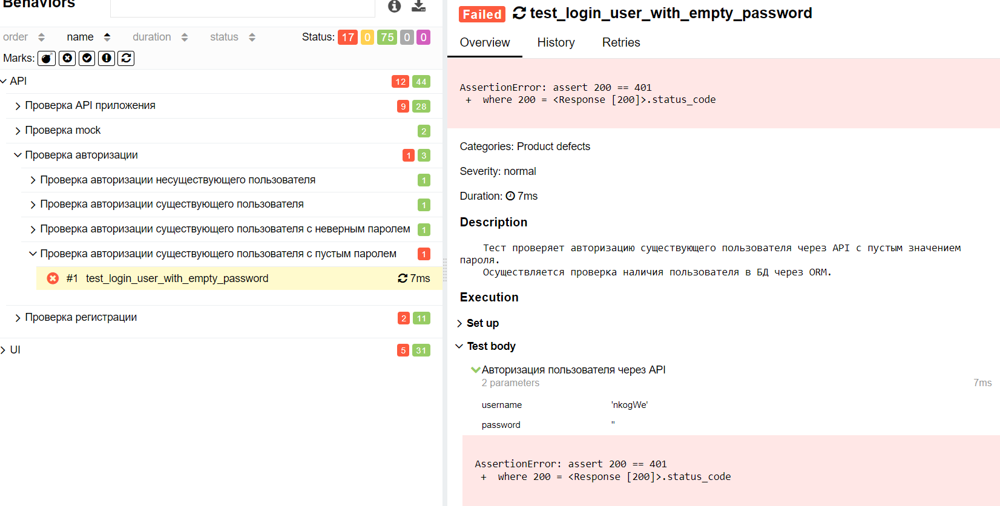 Behaviors
order name duration status Status: 17 0 75 0 0
Marks:
API 12 44
Проверка API приложения 9 28
Проверка mock 2
Проверка авторизации 1 3
Проверка авторизации несуществующего пользователя 1
Проверка авторизации существующего пользователя 1
Проверка авторизации существующего пользователя с неверным паролем 1
Проверка авторизации существующего пользователя с пустым паролем 1
#1 test_login_user_with_empty_password 7ms
Проверка регистрации 2 11
UI 5 31
Failed test_login_user_with_empty_password
Overview History Retries
AssertionError: assert 200 == 401
+ where 200 = <Response [200]>.status_code
Categories: Product defects
Severity: normal
Duration: 7ms
Description
Тест проверяет авторизацию существующего пользователя через API с пустым значением
пароля.
Осуществляется проверка наличия пользователя в БД через ORM.
Execution
Set up
Test body
Авторизация пользователя через API
2 parameters 7ms
username 'nkogWe'
password ''
AssertionError: assert 200 == 401
+ where 200 = <Response [200]>.status_code